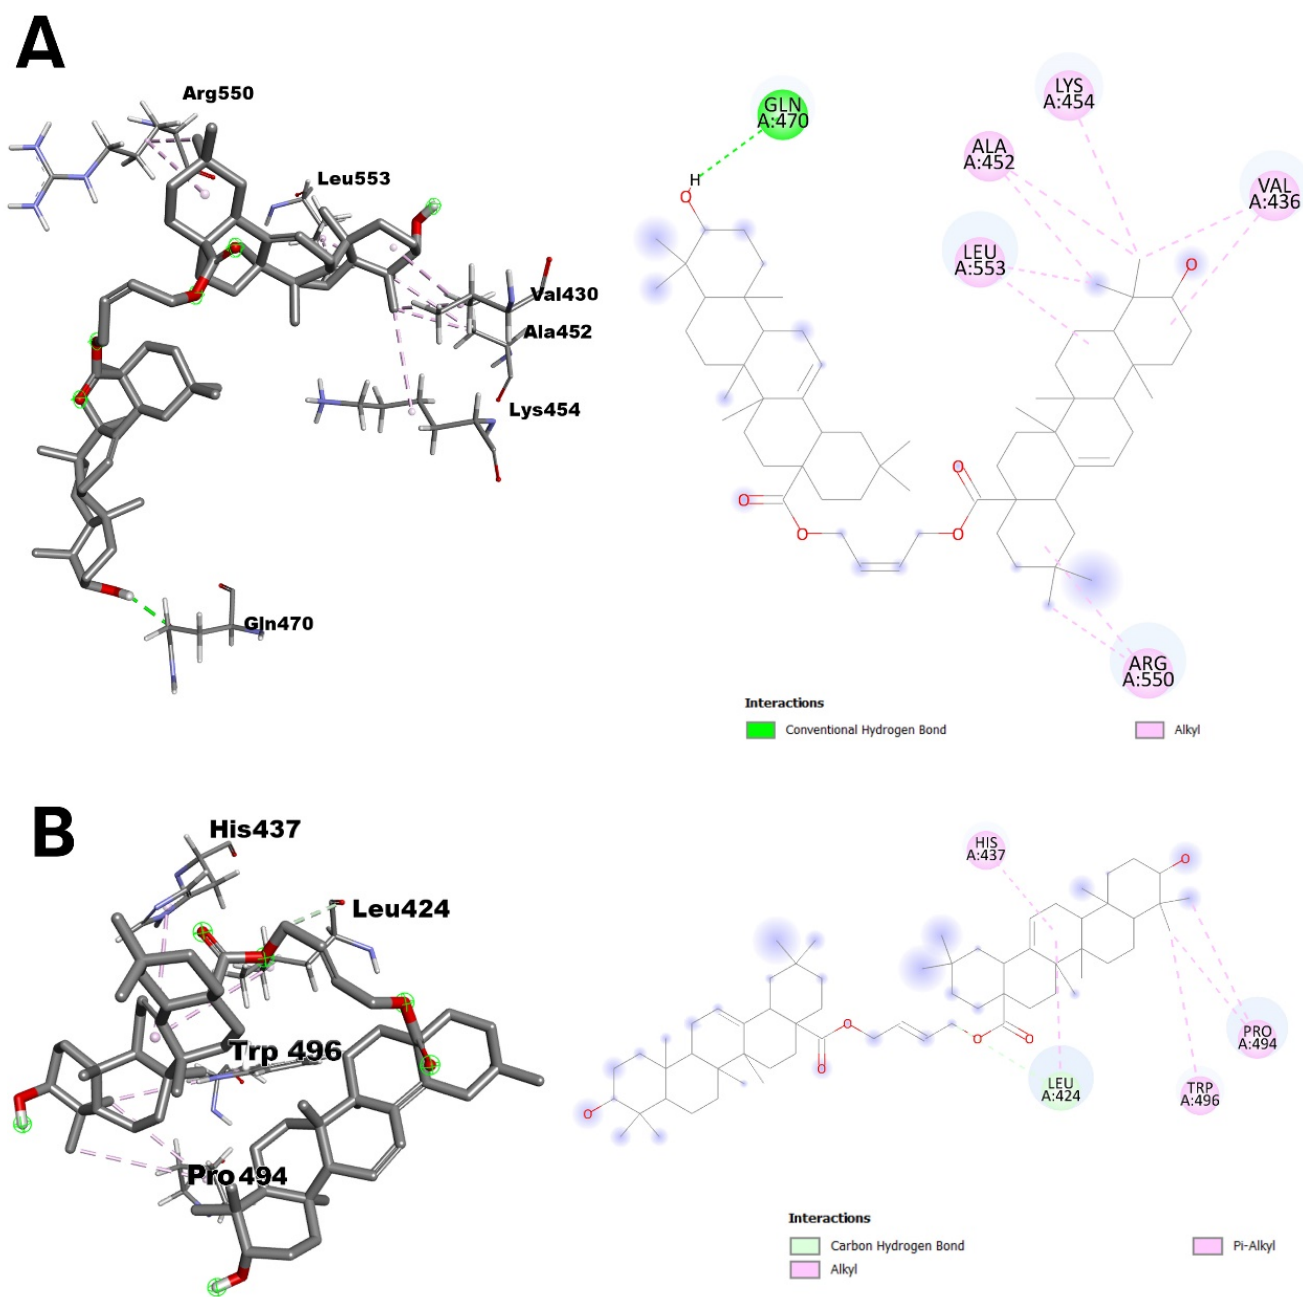 A
Arg550
Leu553
Val430
Ala452
Lys454
Gln470
GLN
A:470
H
O
LYS
A:454
ALA
A:452
VAL
A:436
LEU
A:553
O
O
O
O
O
ARG
A:550
Interactions
Conventional Hydrogen Bond
Alkyl
B
His437
Leu424
Trp 496
Pro494
HIS
A:437
O
O
O
O
O
O
LEU
A:424
PRO
A:494
TRP
A:496
Interactions
Carbon Hydrogen Bond
Alkyl
Pi-Alkyl